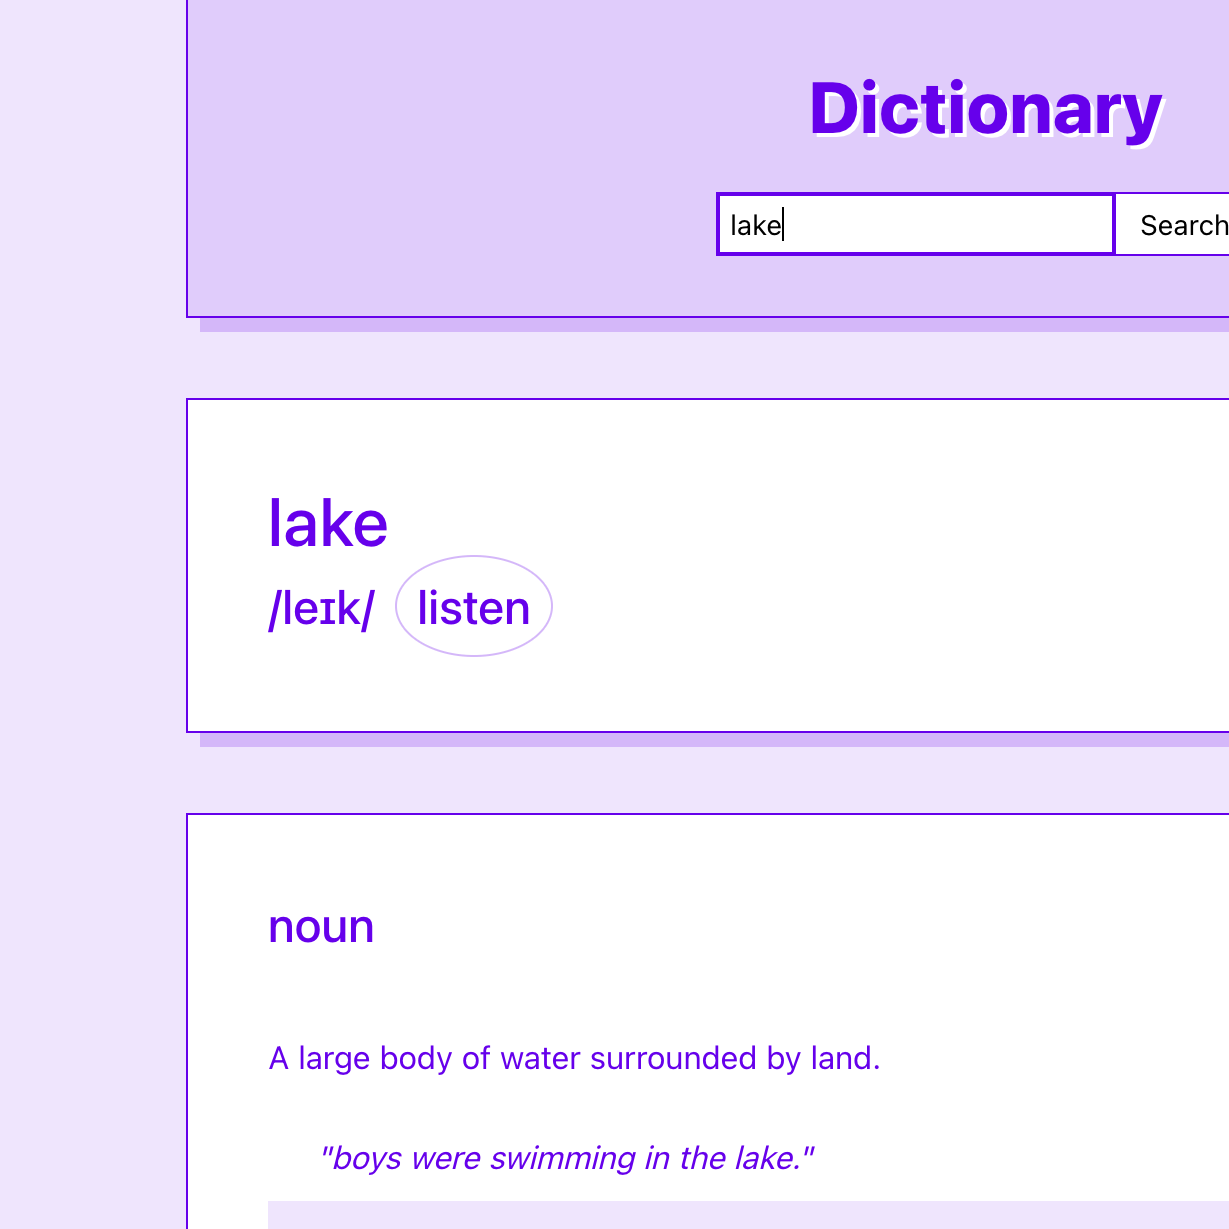 Dictionary
lake
Search
lake
/leɪk/ listen
noun
A large body of water surrounded by land.
"boys were swimming in the lake."